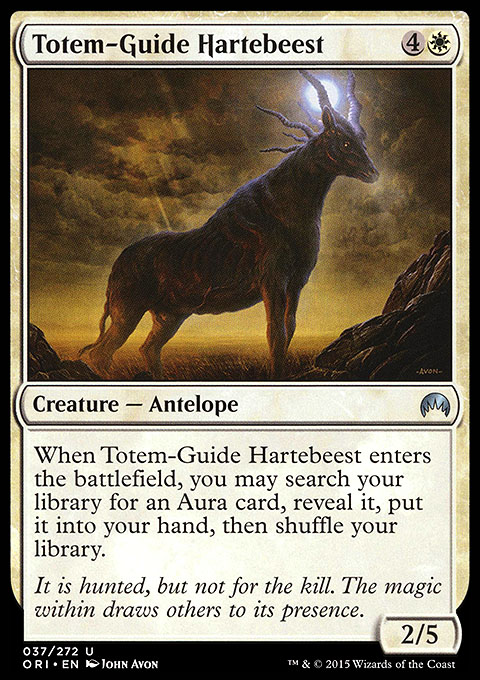 Totem-Guide Hartebeest 4
-AVON-
Creature — Antelope
When Totem-Guide Hartebeest enters
the battlefield, you may search your
library for an Aura card, reveal it, put
it into your hand, then shuffle your
library.
It is hunted, but not for the kill. The magic
within draws others to its presence.
2/5
037/272 U
ORI • EN John Avon ™ & © 2015 Wizards of the Coast